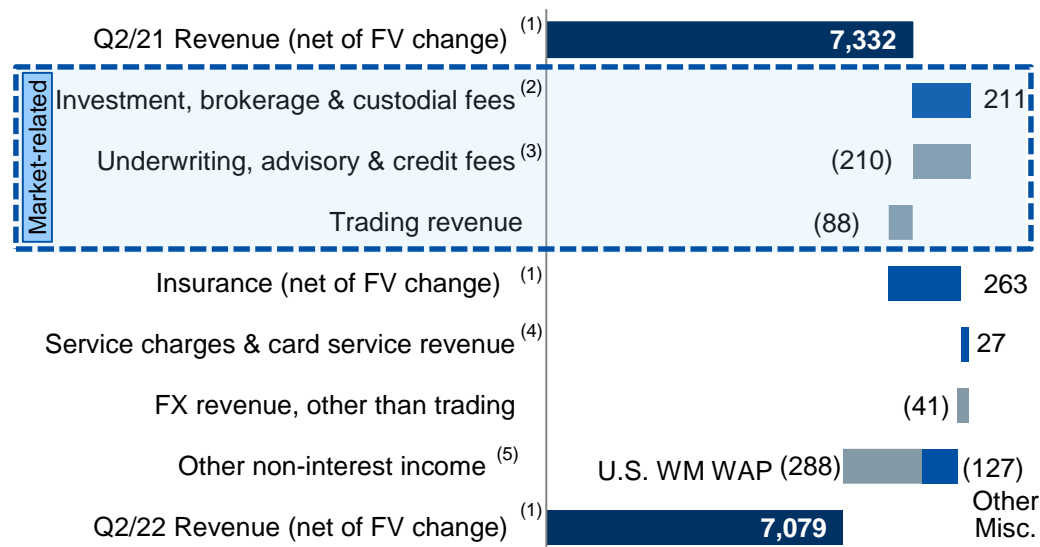 Q2/21 Revenue (net of FV change) (1) 7,332
Market-related
Investment, brokerage & custodial fees (2) 211
Underwriting, advisory & credit fees (3) (210)
Trading revenue (88)
Insurance (net of FV change) (1) 263
Service charges & card service revenue (4) 27
FX revenue, other than trading (41)
Other non-interest income (5) U.S. WM WAP (288) (127)
Other
Misc.
Q2/22 Revenue (net of FV change) (1) 7,079